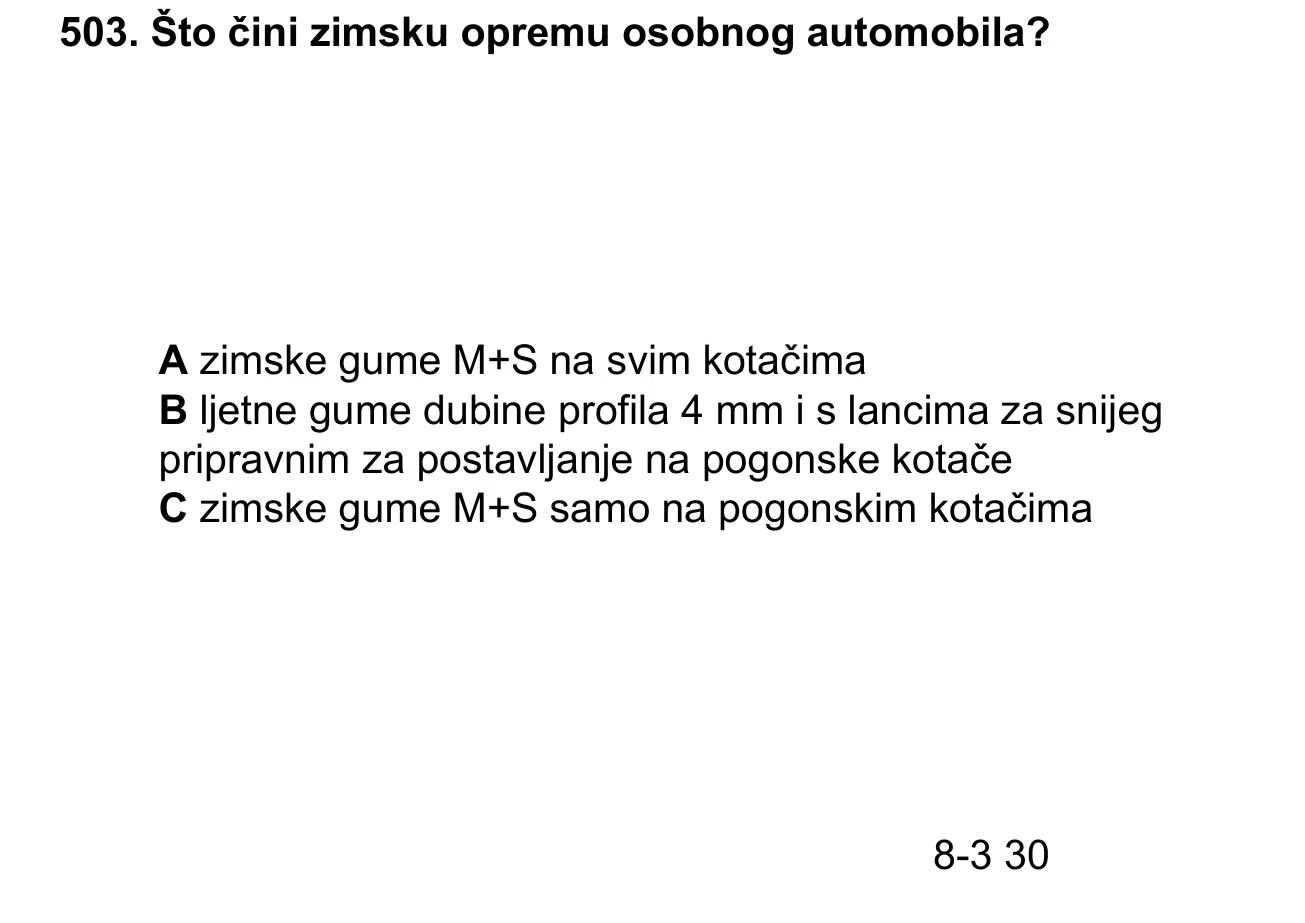 503. Što čini zimsku opremu osobnog automobila?
A zimske gume M+S na svim kotačima
B ljetne gume dubine profila 4 mm i s lancima za snijeg
pripravnim za postavljanje na pogonske kotače
C zimske gume M+S samo na pogonskim kotačima
8-3 30